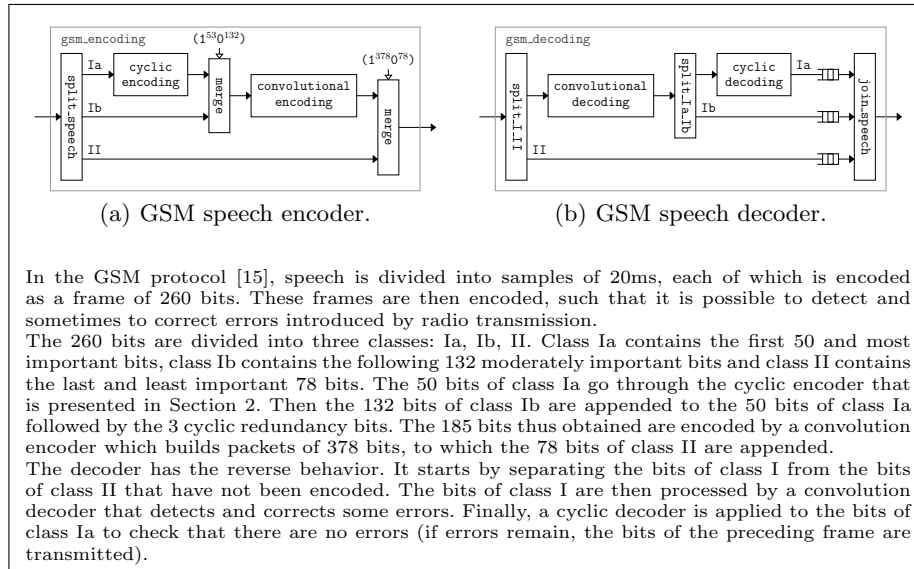 gsm_encoding
(1^53 0^132)
(1^378 0^78)
split_speech
Ia
cyclic
encoding
Ib
merge
convolutional
encoding
merge
II
gsm_decoding
split_I_II
convolutional
decoding
split_Ia_Ib
cyclic
decoding
Ia
Ib
II
join_speech
(a) GSM speech encoder.
(b) GSM speech decoder.
In the GSM protocol [15], speech is divided into samples of 20ms, each of which is encoded
as a frame of 260 bits. These frames are then encoded, such that it is possible to detect and
sometimes to correct errors introduced by radio transmission.
The 260 bits are divided into three classes: Ia, Ib, II. Class Ia contains the first 50 and most
important bits, class Ib contains the following 132 moderately important bits and class II contains
the last and least important 78 bits. The 50 bits of class Ia go through the cyclic encoder that
is presented in Section 2. Then the 132 bits of class Ib are appended to the 50 bits of class Ia
followed by the 3 cyclic redundancy bits. The 185 bits thus obtained are encoded by a convolution
encoder which builds packets of 378 bits, to which the 78 bits of class II are appended.
The decoder has the reverse behavior. It starts by separating the bits of class I from the bits
of class II that have not been encoded. The bits of class I are then processed by a convolution
decoder that detects and corrects some errors. Finally, a cyclic decoder is applied to the bits of
class Ia to check that there are no errors (if errors remain, the bits of the preceding frame are
transmitted).